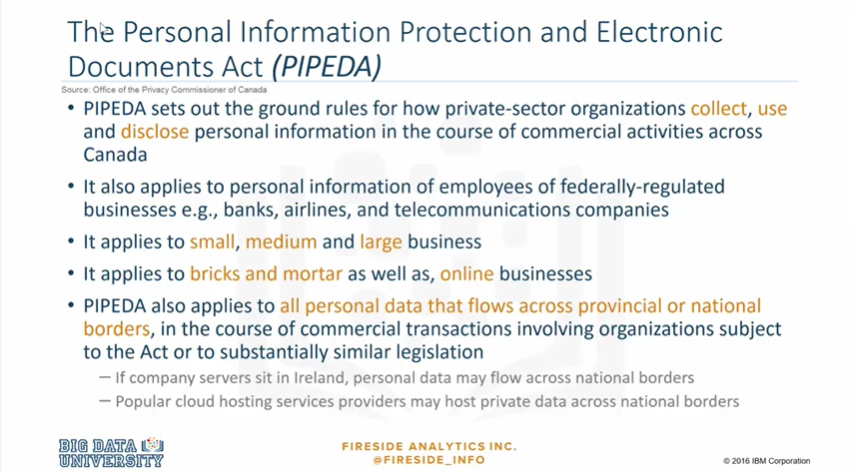 The Personal Information Protection and Electronic
Documents Act (PIPEDA)
Source: Office of the Privacy Commissioner of Canada
• PIPEDA sets out the ground rules for how private-sector organizations collect, use
and disclose personal information in the course of commercial activities across
Canada
• It also applies to personal information of employees of federally-regulated
businesses e.g., banks, airlines, and telecommunications companies
• It applies to small, medium and large business
• It applies to bricks and mortar as well as, online businesses
• PIPEDA also applies to all personal data that flows across provincial or national
borders, in the course of commercial transactions involving organizations subject
to the Act or to substantially similar legislation
— If company servers sit in Ireland, personal data may flow across national borders
— Popular cloud hosting services providers may host private data across national borders
BIG DATA
UNIVERSITY
FIRESIDE ANALYTICS INC.
@FIRESIDE_INFO
© 2016 IBM Corporation